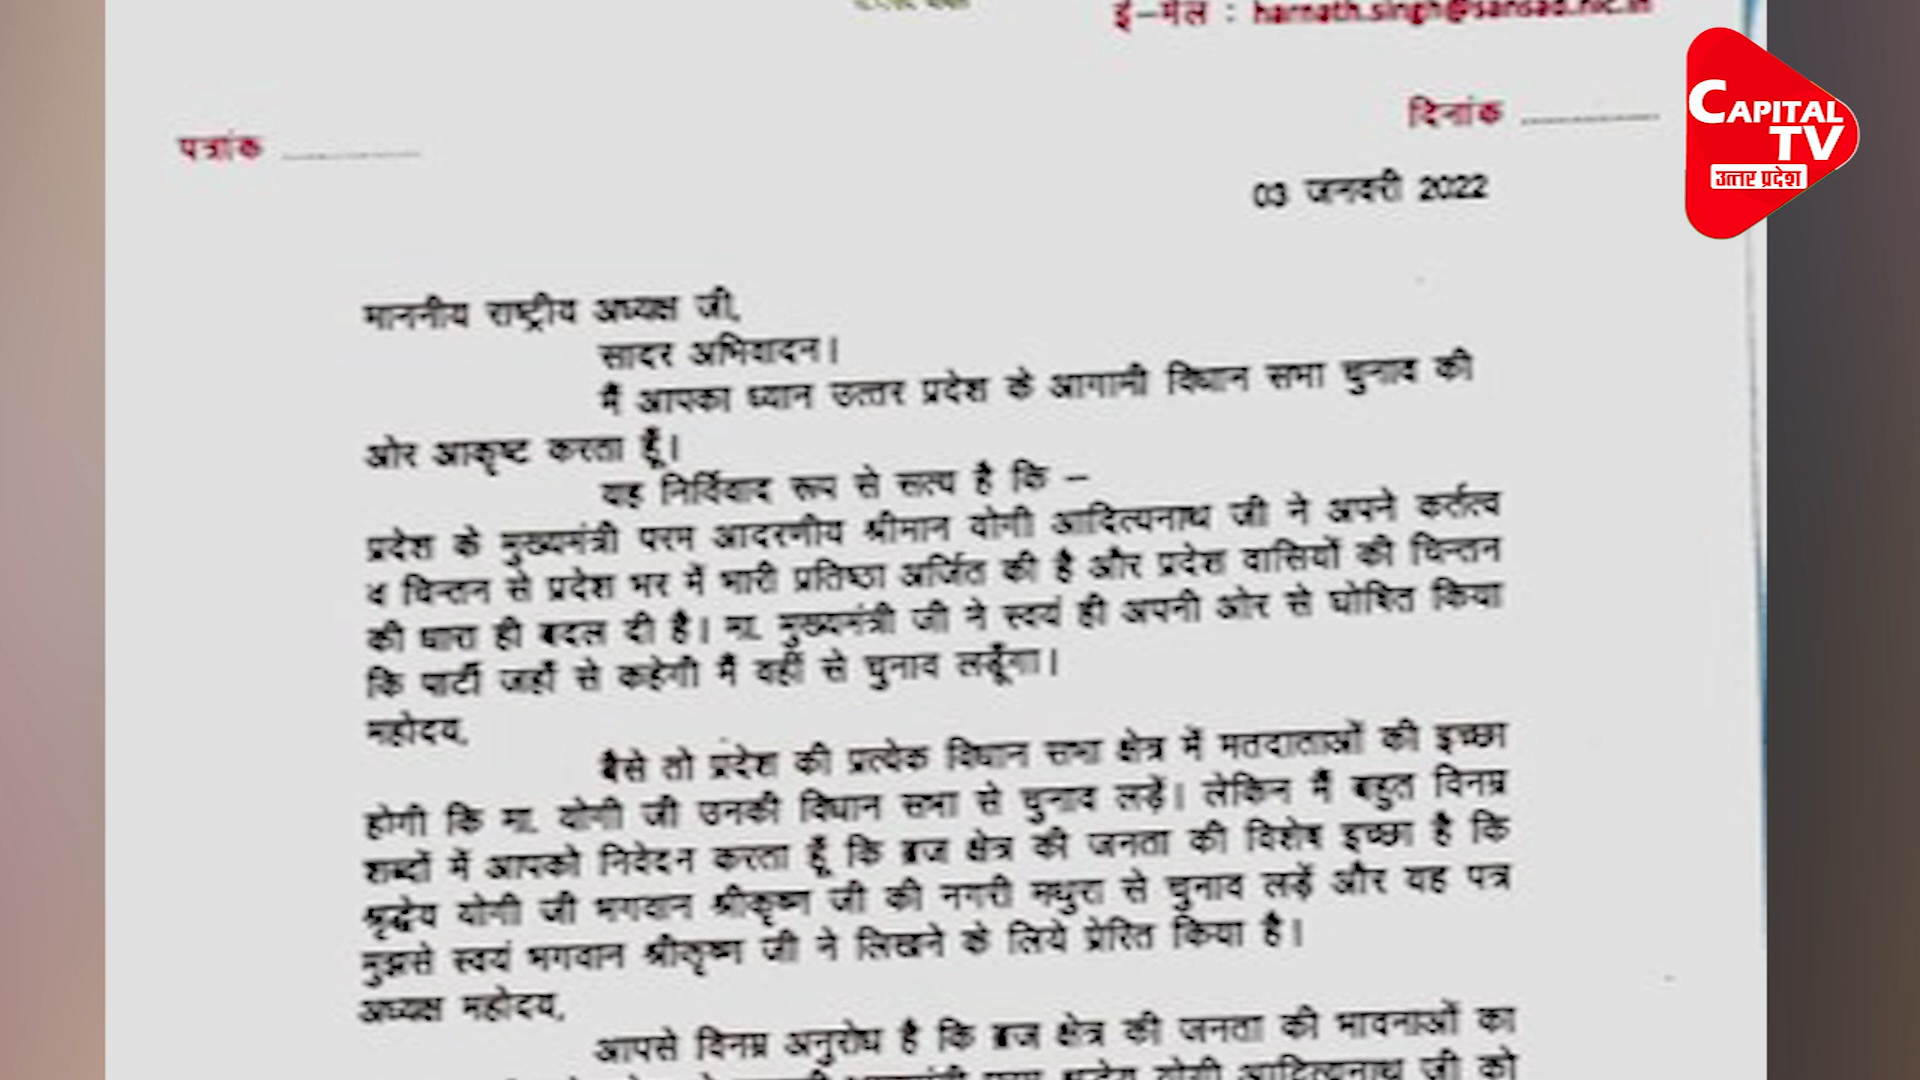 ई–मेल : harnath.singh@sansad.nic.in
CAPITAL
TV
उत्तर प्रदेश
दिनांक
पत्रांक
03 जनवरी 2022
माननीय राष्ट्रीय अध्यक्ष जी,
सादर अभिवादन।
मैं आपका ध्यान उत्तर प्रदेश के आगामी विधान सभा चुनाव की
ओर आकृष्ट करता हूँ।
यह निर्विवाद रूप से सत्य है कि –
प्रदेश के मुख्यमंत्री परम आदरणीय श्रीमान योगी आदित्यनाथ जी ने अपने कर्तत्व
व चिन्तन से प्रदेश भर में भारी प्रतिष्ठा अर्जित की है और प्रदेश वासियों की चिन्तन
की धारा ही बदल दी है। मा. मुख्यमंत्री जी ने स्वयं ही अपनी ओर से घोषित किया
कि पार्टी जहाँ से कहेगी मैं वहीं से चुनाव लडूँगा।
महोदय,
वैसे तो प्रदेश की प्रत्येक विधान सभा क्षेत्र में मतदाताओं की इच्छा
होगी कि मा. योगी जी उनकी विधान सभा से चुनाव लड़ें। लेकिन मैं बहुत विनम्र
शब्दों में आपको निवेदन करता हूँ कि ब्रज क्षेत्र की जनता की विशेष इच्छा है कि
श्रृद्धेय योगी जी भगवान श्रीकृष्ण जी की नगरी मथुरा से चुनाव लड़ें और यह पत्र
मुझसे स्वयं भगवान श्रीकृष्ण जी ने लिखने के लिये प्रेरित किया है।
अध्यक्ष महोदय,
आपसे विनम्र अनुरोध है कि ब्रज क्षेत्र की जनता की भावनाओं का
योगी आदित्यनाथ जी को